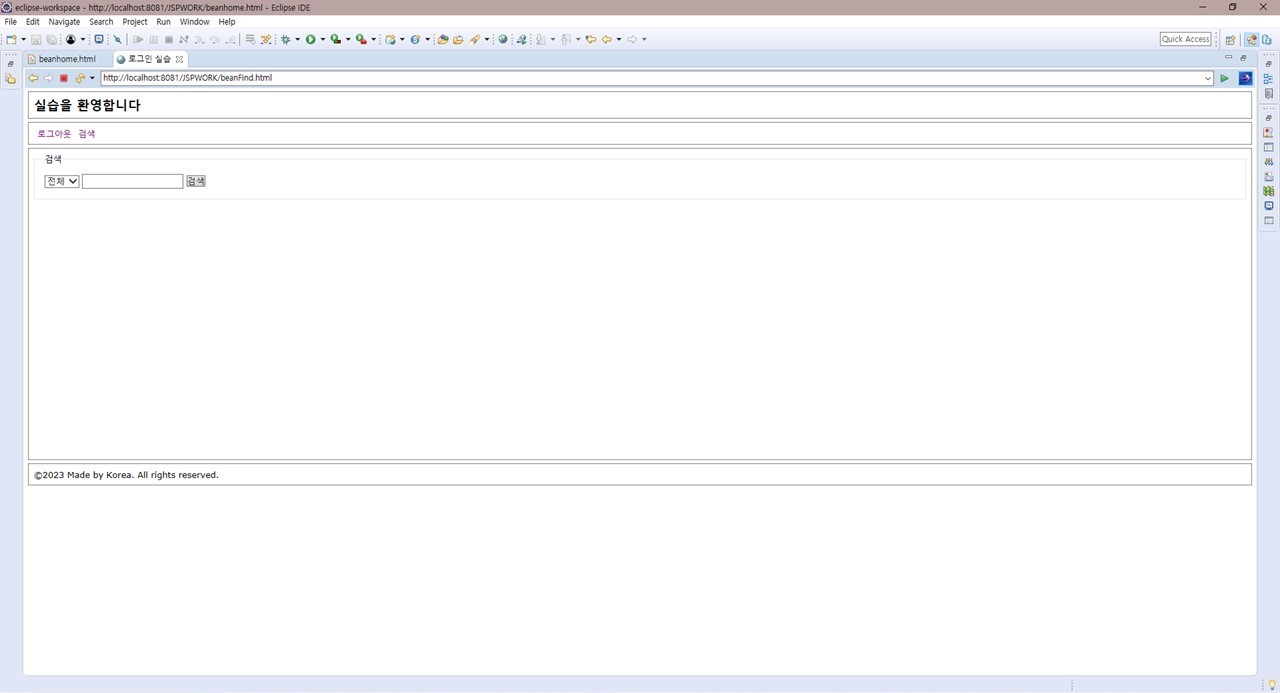 eclipse-workspace - http://localhost:8081/JSPWORK/beanhome.html - Eclipse IDE
File Edit Navigate Search Project Run Window Help
Quick Access
beanhome.html 로그인 실습
http://localhost:8081/JSPWORK/beanFind.html
실습을 환영합니다
로그아웃 검색
검색
전체 검색
©2023 Made by Korea. All rights reserved.